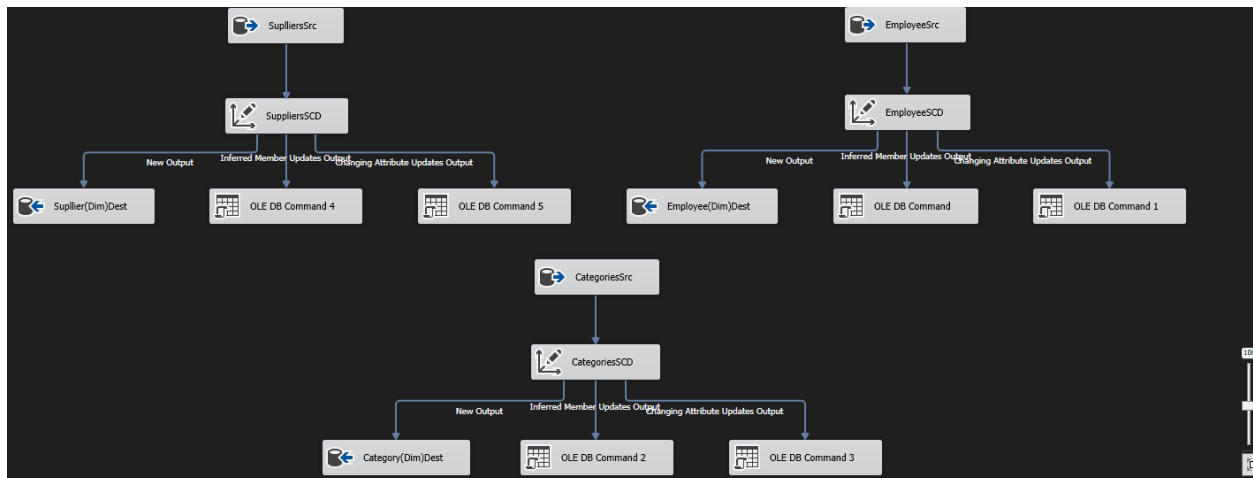 SuplliersSrc
SuppliersSCD
New Output
Inferred Member Updates Output
Changing Attribute Updates Output
Supllier(Dim)Dest
OLE DB Command 4
OLE DB Command 5
EmployeeSrc
EmployeeSCD
New Output
Inferred Member Updates Output
Changing Attribute Updates Output
Employee(Dim)Dest
OLE DB Command
OLE DB Command 1
CategoriesSrc
CategoriesSCD
New Output
Inferred Member Updates Output
Changing Attribute Updates Output
Category(Dim)Dest
OLE DB Command 2
OLE DB Command 3